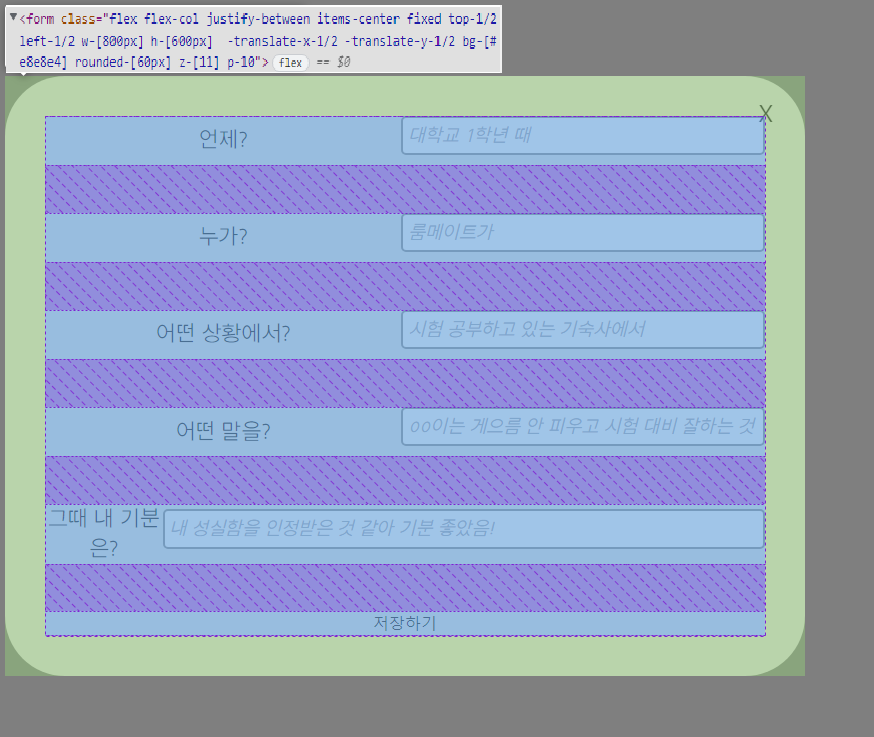 ▼<form class="flex flex-col justify-between items-center fixed top-1/2
left-1/2 w-[800px] h-[600px]  -translate-x-1/2 -translate-y-1/2 bg-[#
e8e8e4] rounded-[60px] z-[11] p-10"> flex == $0
X
언제? 대학교 1학년 때
누가? 룸메이트가
어떤 상황에서? 시험 공부하고 있는 기숙사에서
어떤 말을? oo이는 게으름 안 피우고 시험 대비 잘하는 것
그때 내 기분
은? 내 성실함을 인정받은 것 같아 기분 좋았음!
저장하기